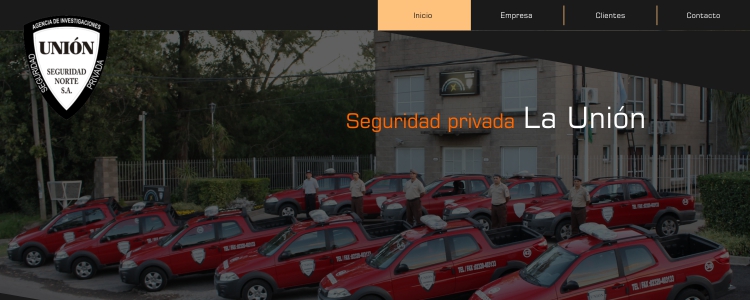 Inicio
Empresa
Clientes
Contacto
AGENCIA DE INVESTIGACIONES
UNIÓN
SEGURIDAD
NORTE
S.A.
SEGURIDAD
PRIVADA
Seguridad privada La Unión